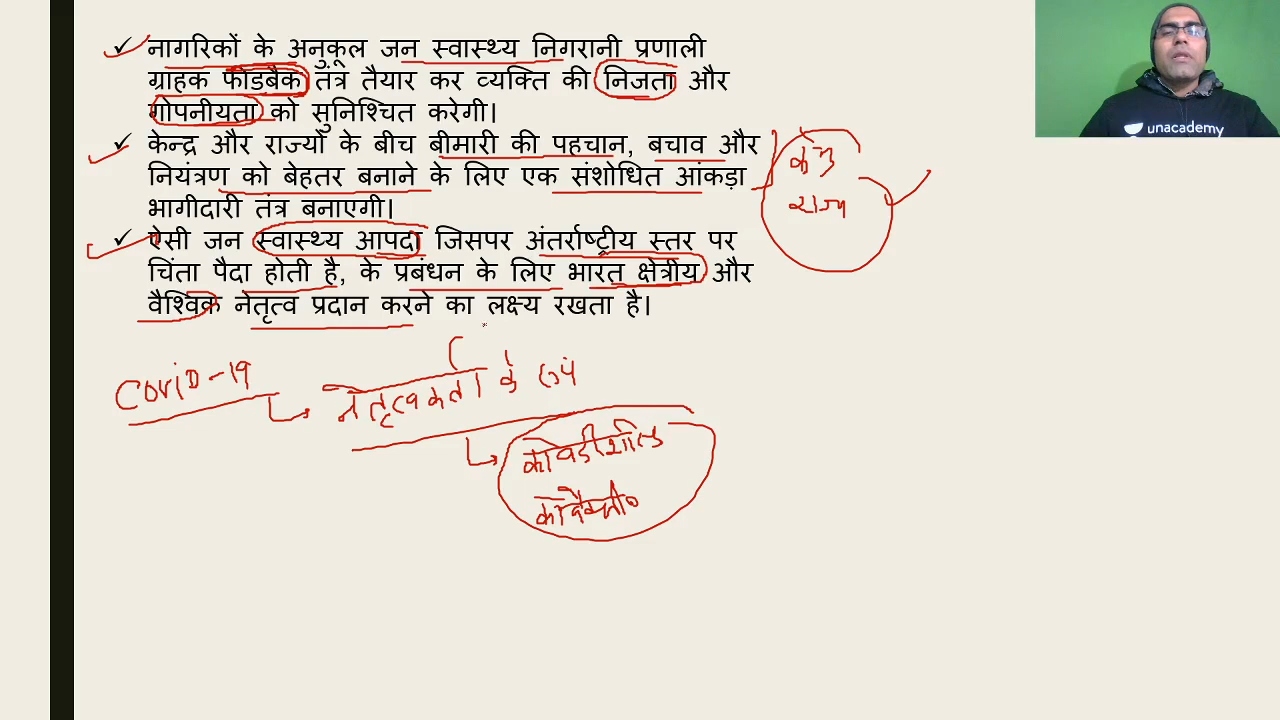 नागरिकों के अनुकूल जन स्वास्थ्य निगरानी प्रणाली
ग्राहक फीडबैक तंत्र तैयार कर व्यक्ति की निजता और
गोपनीयता को सुनिश्चित करेगी।
केन्द्र और राज्यों के बीच बीमारी की पहचान, बचाव और
नियंत्रण को बेहतर बनाने के लिए एक संशोधित आंकड़ा
भागीदारी तंत्र बनाएगी।
ऐसी जन स्वास्थ्य आपदा जिसपर अंतर्राष्ट्रीय स्तर पर
चिंता पैदा होती है, के प्रबंधन के लिए भारत क्षेत्रीय और
वैश्विक नेतृत्व प्रदान करने का लक्ष्य रखता है।
केन्द्र
राज्य
Covid-19
नेतृत्वकर्ता के रूप
कोवीशील्ड
कोवैक्सीन
unacademy